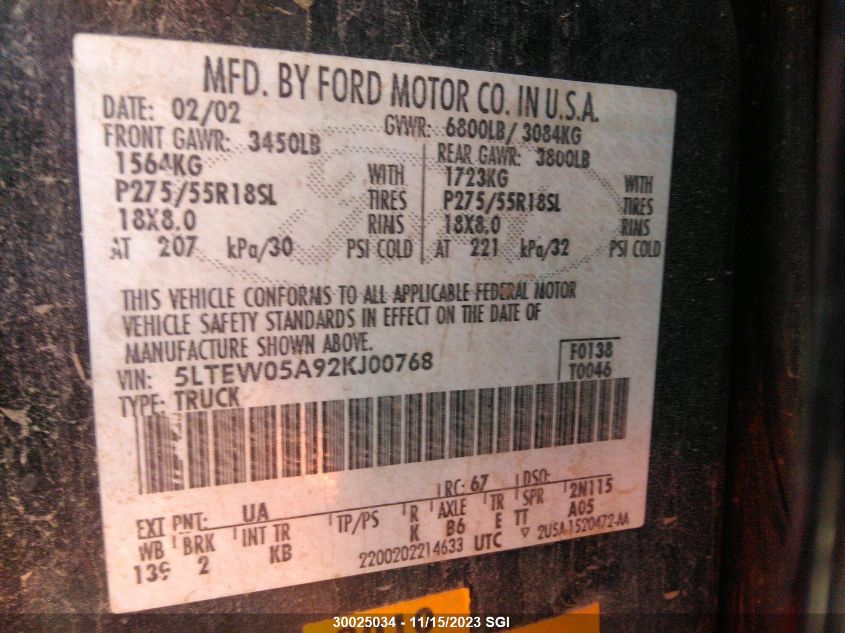 MFD. BY FORD MOTOR CO. IN U.S.A.
DATE: 02/02 GVWR: 6800LB/ 3084KG
FRONT GAWR: 3450LB REAR GAWR: 3800LB
1564KG WITH 1723KG WITH
P275/55R18SL TIRES P275/55R18SL TIRES
18X8.0 RIMS 18X8.0 RIMS
AT 207 kPa/30 PSI COLD AT 221 kPa/32 PSI COLD
THIS VEHICLE CONFORMS TO ALL APPLICABLE FEDERAL MOTOR
VEHICLE SAFETY STANDARDS IN EFFECT ON THE DATE OF
MANUFACTURE SHOWN ABOVE.
VIN: 5LTEW05A92KJ00768 F0138
TYPE: TRUCK T0046
EXT PNT: UA RC: 67 DSO:
WB BRK INT TR TP/PS R AXLE TR SPR 2N115
139 2 KB K B6 E TT A05
2200202214633 UTC ▽ 2U5A-1520472-AA
30025034 - 11/15/2023 SGI